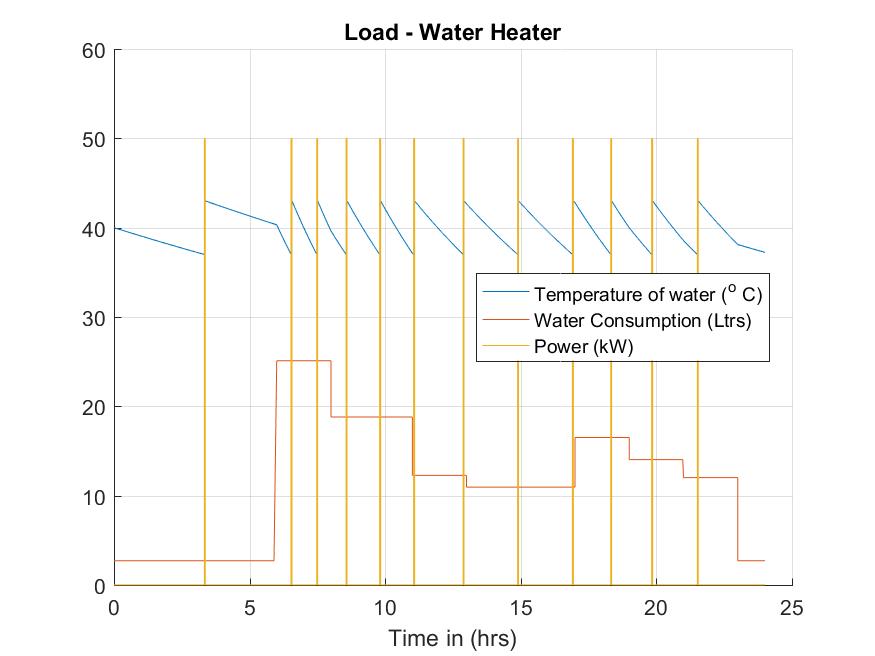 Load - Water Heater
60
50
40
30
20
10
0
Temperature of water (° C)
Water Consumption (Ltrs)
Power (kW)
0 5 10 15 20 25
Time in (hrs)